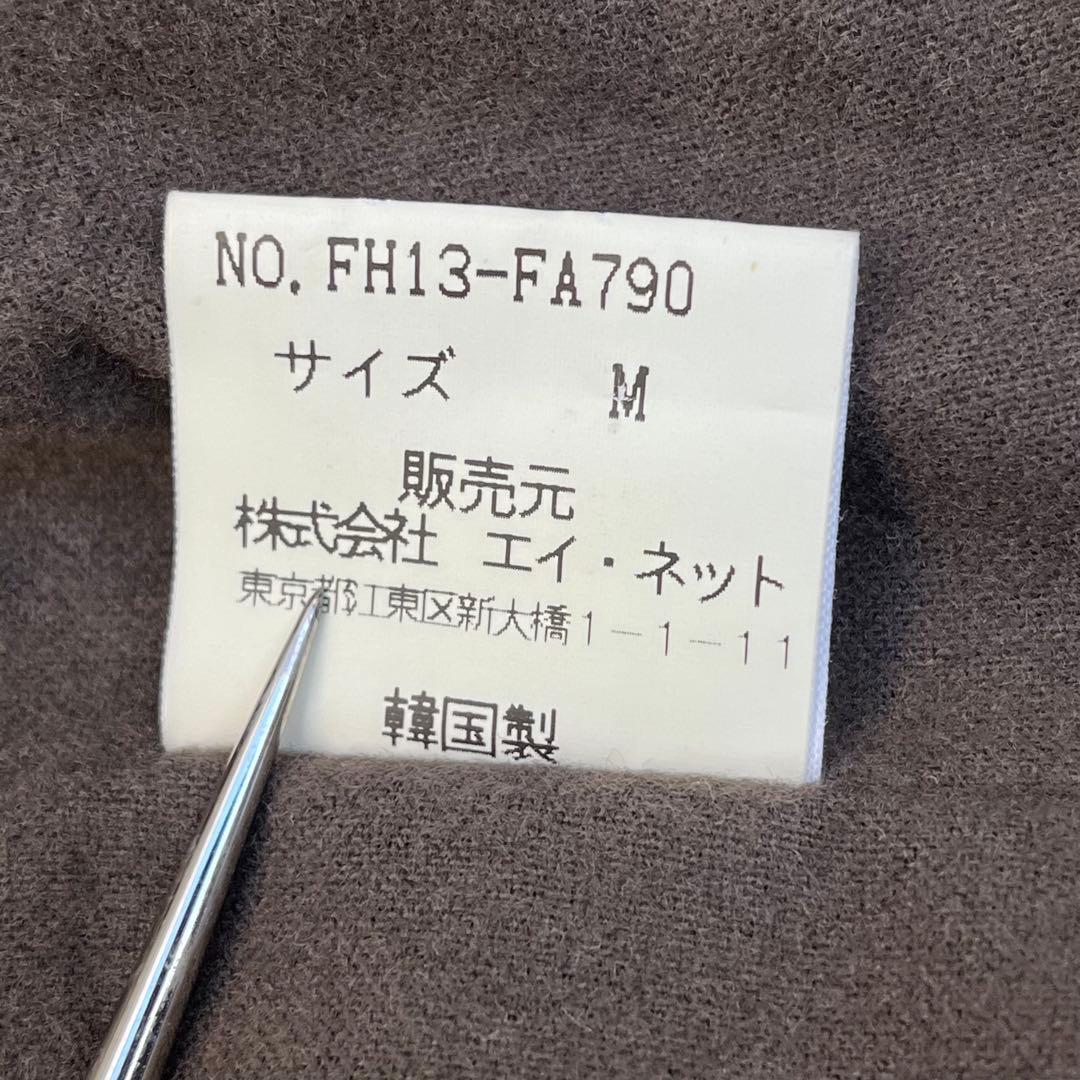 NO. FH13-FA790
サイズ M
販売元
株式会社 エイ・ネット
東京都江東区新大橋1-1-11
韓国製